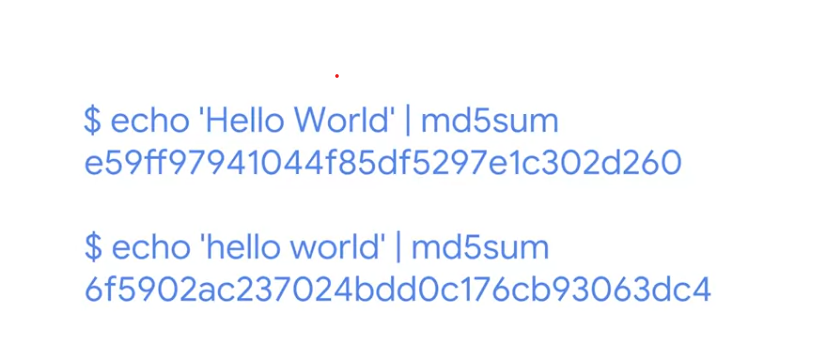 $ echo 'Hello World' | md5sum
e59ff97941044f85df5297e1c302d260
$ echo 'hello world' | md5sum
6f5902ac237024bdd0c176cb93063dc4